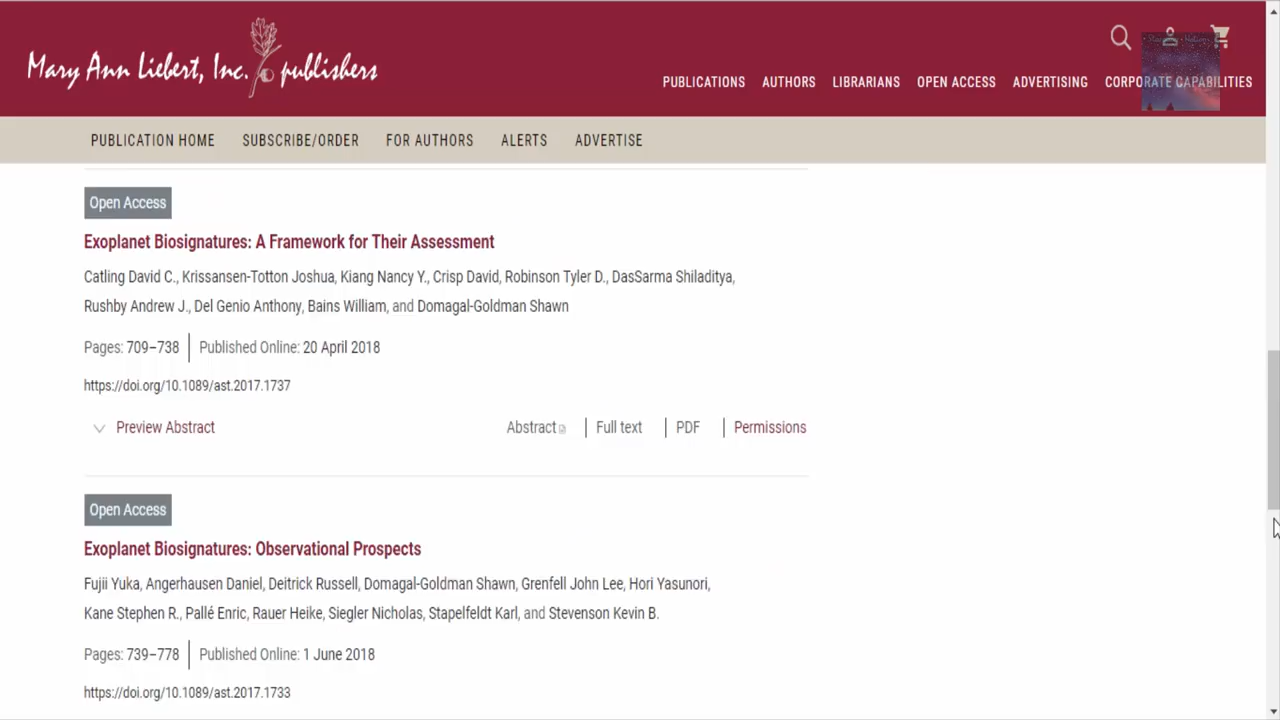 Mary Ann Liebert, Inc. publishers
PUBLICATIONS AUTHORS LIBRARIANS OPEN ACCESS ADVERTISING CORPORATE CAPABILITIES
PUBLICATION HOME SUBSCRIBE/ORDER FOR AUTHORS ALERTS ADVERTISE
Open Access
Exoplanet Biosignatures: A Framework for Their Assessment
Catling David C., Krissansen-Totton Joshua, Kiang Nancy Y., Crisp David, Robinson Tyler D., DasSarma Shiladitya,
Rushby Andrew J., Del Genio Anthony, Bains William, and Domagal-Goldman Shawn
Pages: 709–738 Published Online: 20 April 2018
https://doi.org/10.1089/ast.2017.1737
Preview Abstract Abstract Full text PDF Permissions
Open Access
Exoplanet Biosignatures: Observational Prospects
Fujii Yuka, Angerhausen Daniel, Deitrick Russell, Domagal-Goldman Shawn, Grenfell John Lee, Hori Yasunori,
Kane Stephen R., Pallé Enric, Rauer Heike, Siegler Nicholas, Stapelfeldt Karl, and Stevenson Kevin B.
Pages: 739–778 Published Online: 1 June 2018
https://doi.org/10.1089/ast.2017.1733